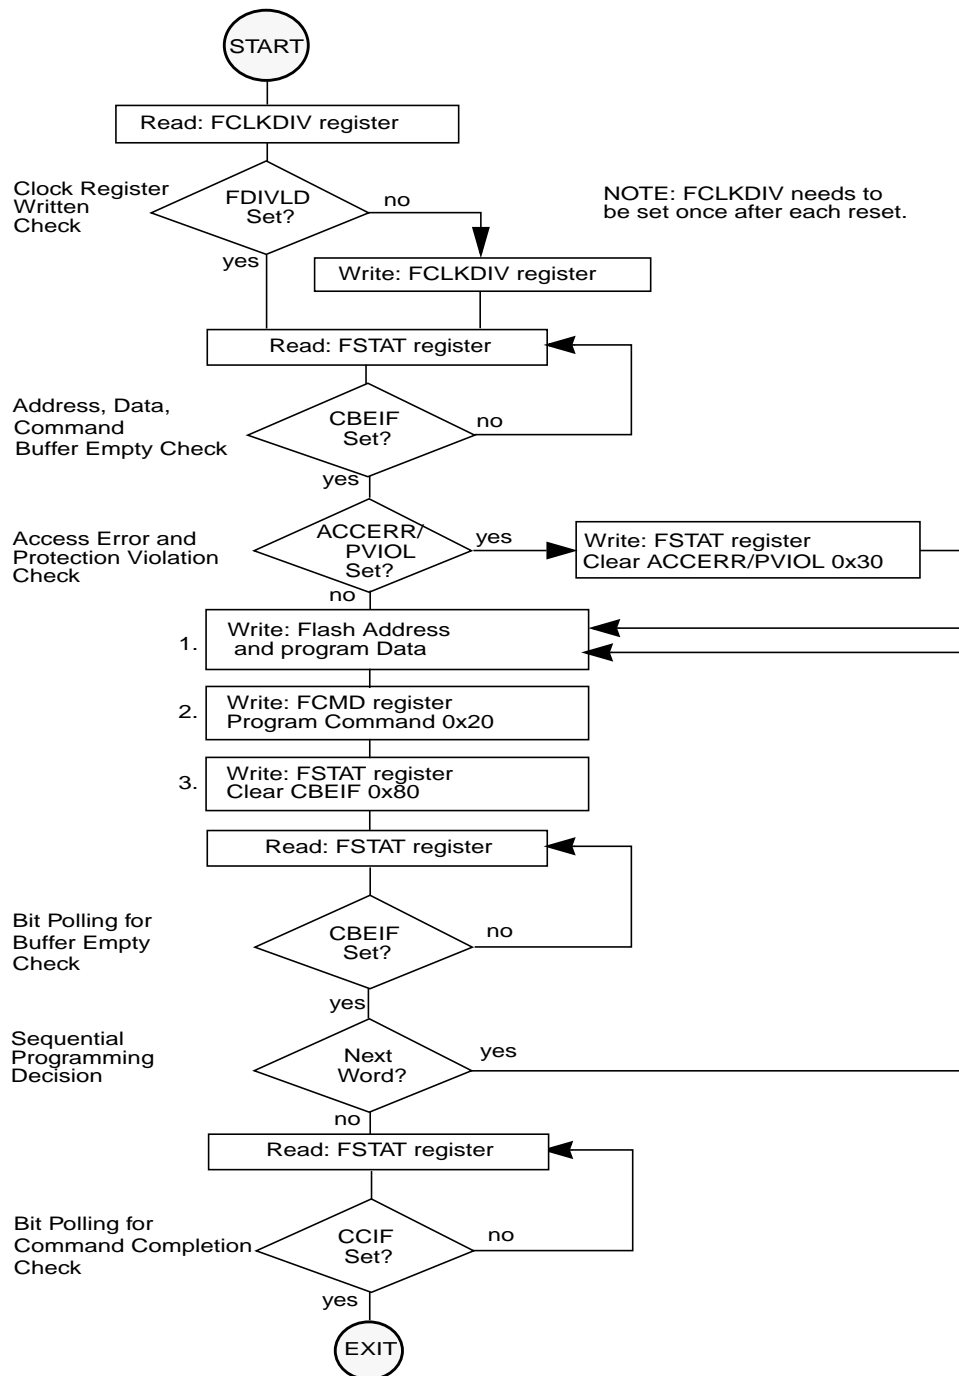 START
Read: FCLKDIV register
Clock Register
Written
Check
FDIVLD
Set?
no
NOTE: FCLKDIV needs to
be set once after each reset.
yes
Write: FCLKDIV register
Read: FSTAT register
Address, Data,
Command
Buffer Empty Check
CBEIF
Set?
no
yes
Access Error and
Protection Violation
Check
ACCERR/
PVIOL
Set?
yes
Write: FSTAT register
Clear ACCERR/PVIOL 0x30
no
1.
Write: Flash Address
and program Data
2.
Write: FCMD register
Program Command 0x20
3.
Write: FSTAT register
Clear CBEIF 0x80
Read: FSTAT register
Bit Polling for
Buffer Empty
Check
CBEIF
Set?
no
yes
Sequential
Programming
Decision
Next
Word?
yes
no
Read: FSTAT register
Bit Polling for
Command Completion
Check
CCIF
Set?
no
yes
EXIT